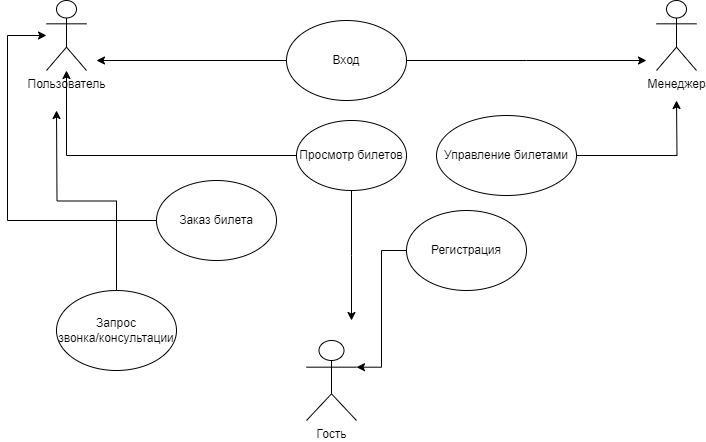 Вход
Пользователь
Менеджер
Просмотр билетов
Управление билетами
Заказ билета
Регистрация
Запрос
звонка/консультации
Гость